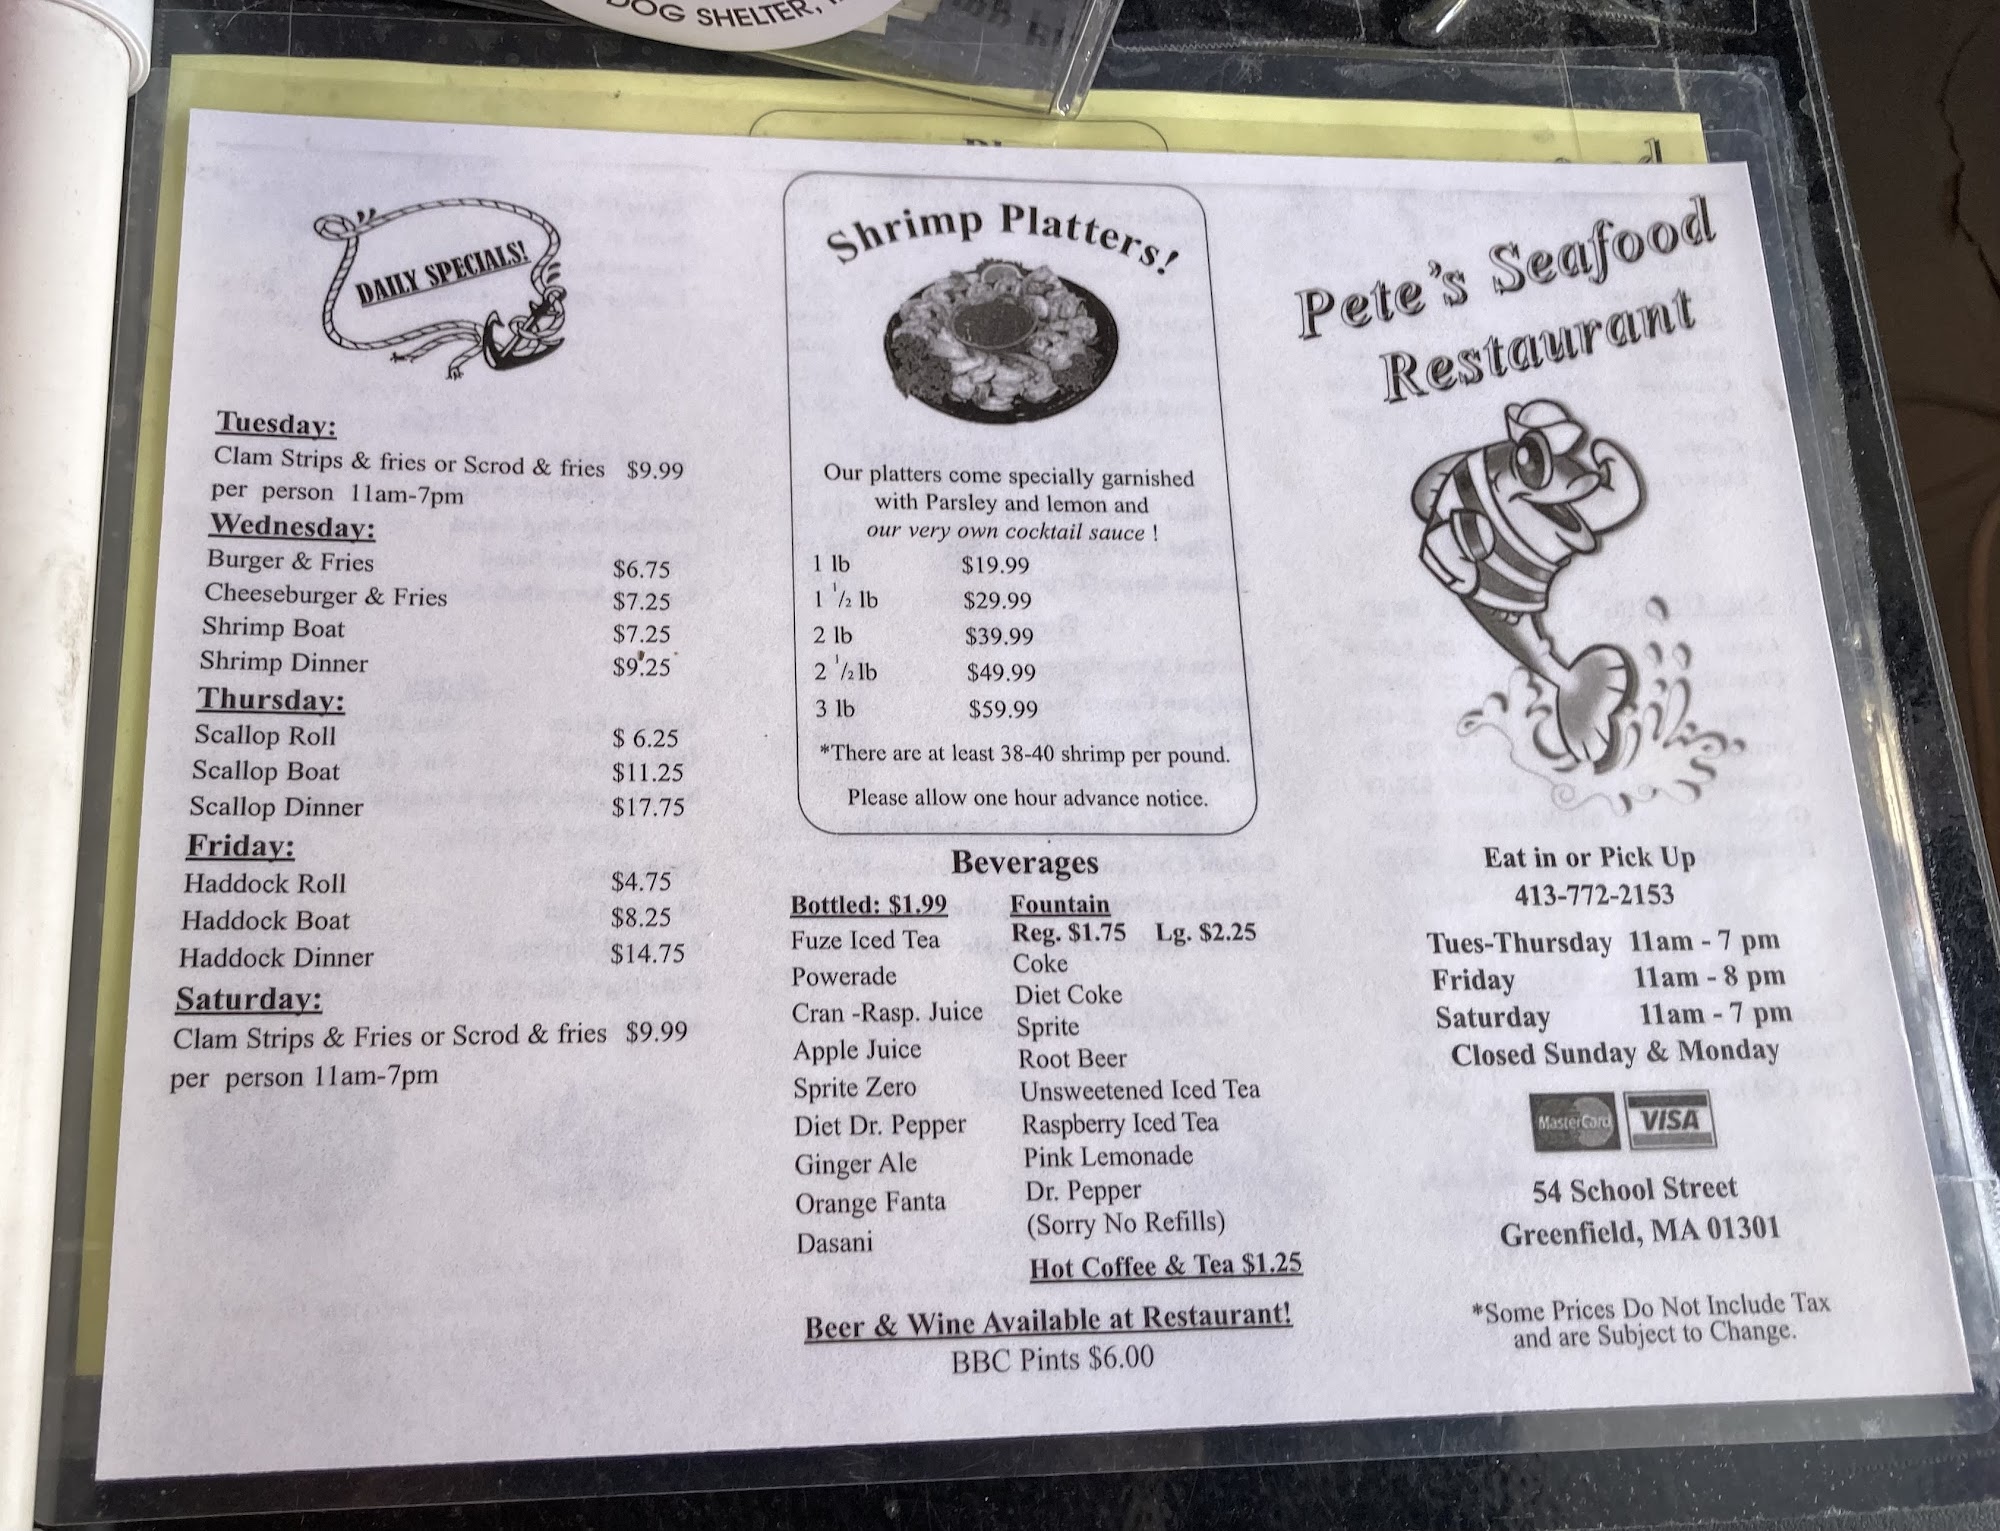 DOG SHELTER,
DAILY SPECIALS!
Tuesday:
Clam Strips & fries or Scrod & fries $9.99
per person 11am-7pm
Wednesday:
Burger & Fries $6.75
Cheeseburger & Fries $7.25
Shrimp Boat $7.25
Shrimp Dinner $9.25
Thursday:
Scallop Roll $ 6.25
Scallop Boat $11.25
Scallop Dinner $17.75
Friday:
Haddock Roll $4.75
Haddock Boat $8.25
Haddock Dinner $14.75
Saturday:
Clam Strips & Fries or Scrod & fries $9.99
per person 11am-7pm
Shrimp Platters!
Our platters come specially garnished
with Parsley and lemon and
our very own cocktail sauce !
1 lb $19.99
1 1/2 lb $29.99
2 lb $39.99
2 1/2 lb $49.99
3 lb $59.99
*There are at least 38-40 shrimp per pound.
Please allow one hour advance notice.
Beverages
Bottled: $1.99
Fuze Iced Tea
Powerade
Cran -Rasp. Juice
Apple Juice
Sprite Zero
Diet Dr. Pepper
Ginger Ale
Orange Fanta
Dasani
Fountain
Reg. $1.75 Lg. $2.25
Coke
Diet Coke
Sprite
Root Beer
Unsweetened Iced Tea
Raspberry Iced Tea
Pink Lemonade
Dr. Pepper
(Sorry No Refills)
Hot Coffee & Tea $1.25
Beer & Wine Available at Restaurant!
BBC Pints $6.00
Pete's Seafood
Restaurant
Eat in or Pick Up
413-772-2153
Tues-Thursday 11am - 7 pm
Friday 11am - 8 pm
Saturday 11am - 7 pm
Closed Sunday & Monday
MasterCard VISA
54 School Street
Greenfield, MA 01301
*Some Prices Do Not Include Tax
and are Subject to Change.